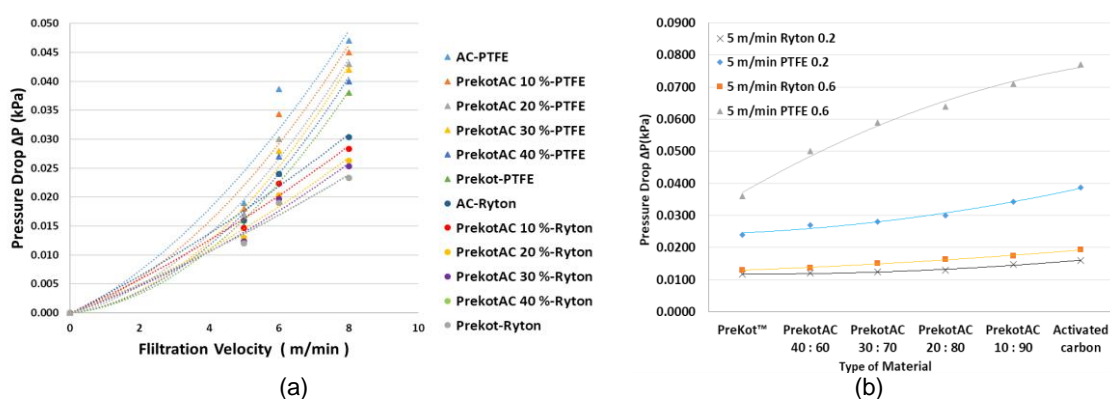 0.050
0.045
0.040
0.035
0.030
0.025
0.020
0.015
0.010
0.005
0.000
Pressure Drop ΔP (kPa)
0
2
4
6
8
10
Fliltration Velocity ( m/min )
AC-PTFE
PrekotAC 10 %-PTFE
PrekotAC 20 %-PTFE
PrekotAC 30 %-PTFE
PrekotAC 40 %-PTFE
Prekot-PTFE
AC-Ryton
PrekotAC 10 %-Ryton
PrekotAC 20 %-Ryton
PrekotAC 30 %-Ryton
PrekotAC 40 %-Ryton
Prekot-Ryton
(a)
0.0900
0.0800
0.0700
0.0600
0.0500
0.0400
0.0300
0.0200
0.0100
0.0000
Pressure Drop ΔP(kPa)
5 m/min Ryton 0.2
5 m/min PTFE 0.2
5 m/min Ryton 0.6
5 m/min PTFE 0.6
PreKot™
PrekotAC
40 : 60
PrekotAC
30 : 70
PrekotAC
20 : 80
PrekotAC
10 : 90
Activated
carbon
Type of Material
(b)